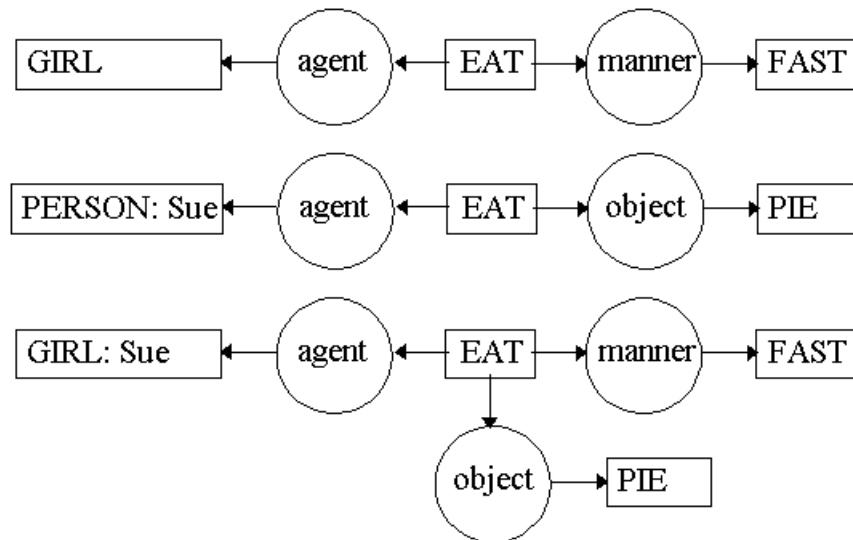 GIRL agent EAT manner FAST
PERSON: Sue agent EAT object PIE
GIRL: Sue agent EAT manner FAST
object PIE